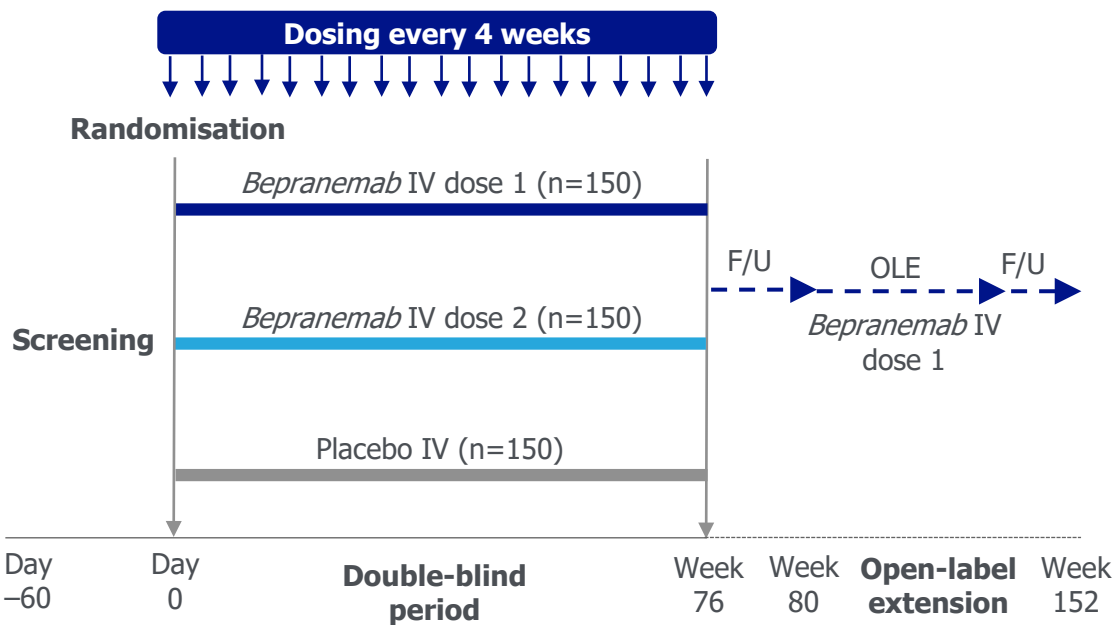 Dosing every 4 weeks
Randomisation
Bepranemab IV dose 1 (n=150)
F/U
OLE
F/U
Bepranemab IV
dose 1
Screening
Bepranemab IV dose 2 (n=150)
Placebo IV (n=150)
Day
–60
Day
0
Double-blind
period
Week
76
Week
80
Open-label
extension
Week
152